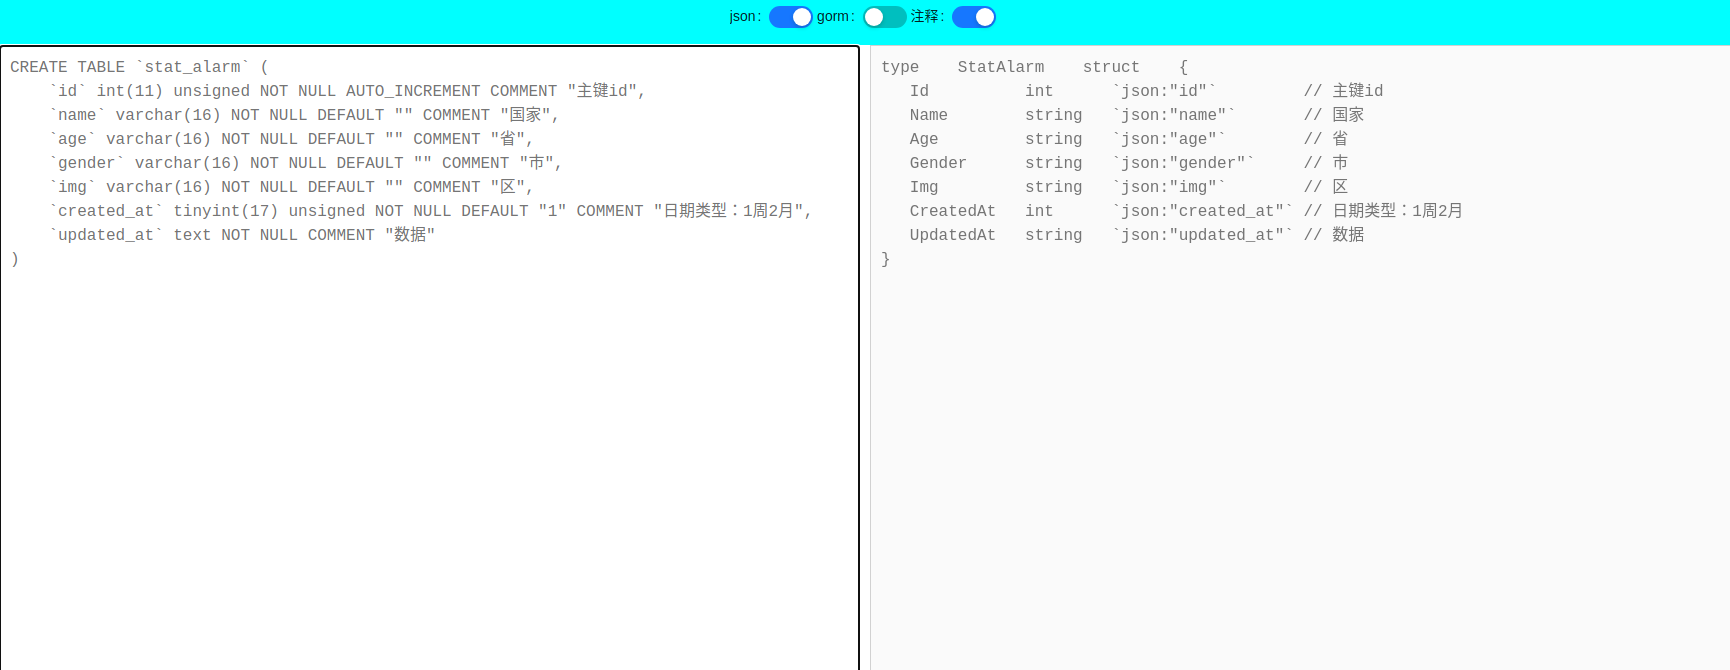 json: gorm: 注释:
CREATE TABLE `stat_alarm` (
    `id` int(11) unsigned NOT NULL AUTO_INCREMENT COMMENT "主键id",
    `name` varchar(16) NOT NULL DEFAULT "" COMMENT "国家",
    `age` varchar(16) NOT NULL DEFAULT "" COMMENT "省",
    `gender` varchar(16) NOT NULL DEFAULT "" COMMENT "市",
    `img` varchar(16) NOT NULL DEFAULT "" COMMENT "区",
    `created_at` tinyint(17) unsigned NOT NULL DEFAULT "1" COMMENT "日期类型：1周2月",
    `updated_at` text NOT NULL COMMENT "数据"
)
type    StatAlarm    struct    {
   Id          int      `json:"id"`         // 主键id
   Name        string   `json:"name"`       // 国家
   Age         string   `json:"age"`        // 省
   Gender      string   `json:"gender"`     // 市
   Img         string   `json:"img"`        // 区
   CreatedAt   int      `json:"created_at"` // 日期类型：1周2月
   UpdatedAt   string   `json:"updated_at"` // 数据
}